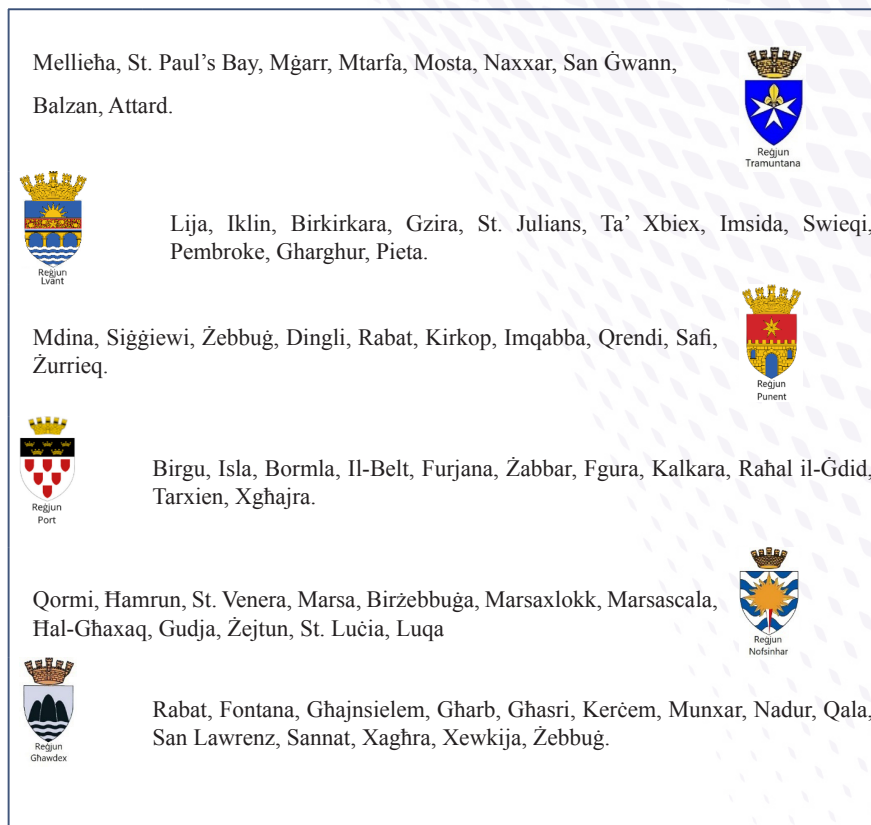 Mellieħa, St. Paul’s Bay, Mġarr, Mtarfa, Mosta, Naxxar, San Ġwann,
Balzan, Attard.
Reġjun
Tramuntana
Reġjun
Lvant
Lija, Iklin, Birkirkara, Gzira, St. Julians, Ta’ Xbiex, Imsida, Swieqi,
Pembroke, Gharghur, Pieta.
Mdina, Siġġiewi, Żebbuġ, Dingli, Rabat, Kirkop, Imqabba, Qrendi, Safi,
Żurrieq.
Reġjun
Punent
Reġjun
Port
Birgu, Isla, Bormla, Il-Belt, Furjana, Żabbar, Fgura, Kalkara, Raħal il-Ġdid,
Tarxien, Xgħajra.
Qormi, Ħamrun, St. Venera, Marsa, Birżebbuġa, Marsaxlokk, Marsascala,
Ħal-Għaxaq, Gudja, Żejtun, St. Luċia, Luqa
Reġjun
Nofsinhar
Reġjun
Għawdex
Rabat, Fontana, Għajnsielem, Għarb, Għasri, Kerċem, Munxar, Nadur, Qala,
San Lawrenz, Sannat, Xagħra, Xewkija, Żebbuġ.